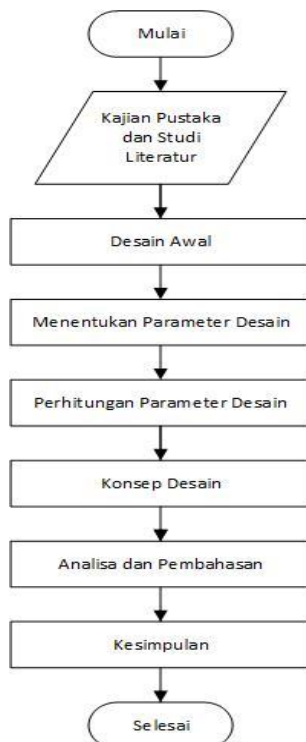 Mulai
Kajian Pustaka
dan Studi
Literatur
Desain Awal
Menentukan Parameter Desain
Perhitungan Parameter Desain
Konsep Desain
Analisa dan Pembahasan
Kesimpulan
Selesai